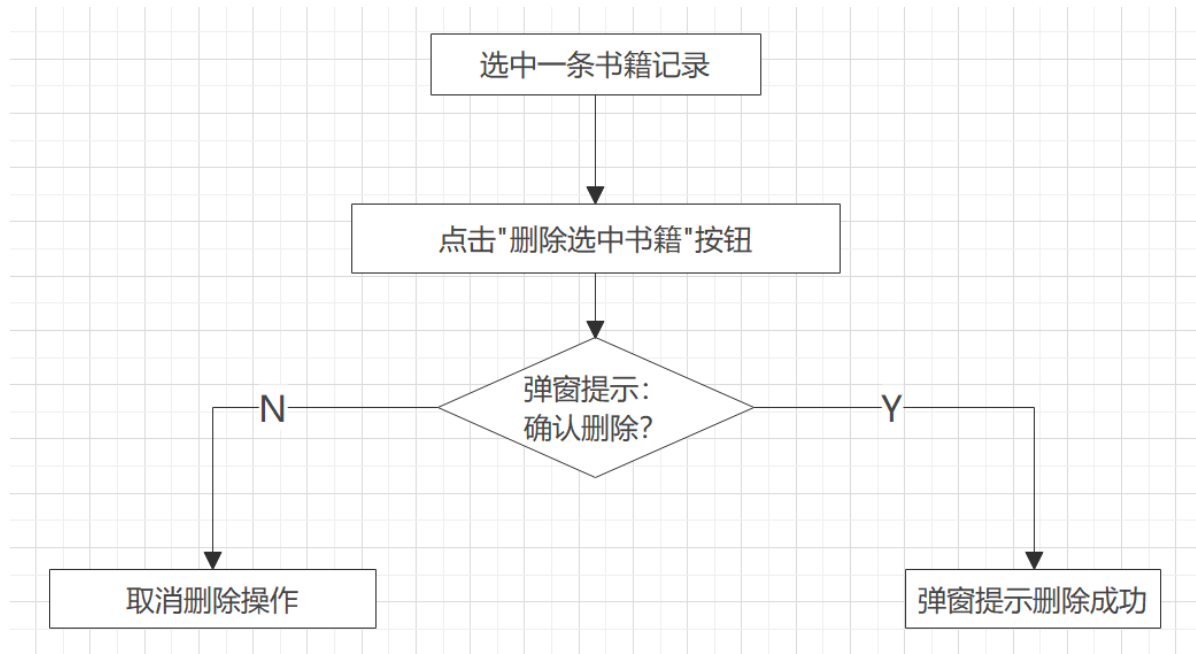 选中一条书籍记录
点击"删除选中书籍"按钮
弹窗提示：
确认删除？
N
Y
取消删除操作
弹窗提示删除成功